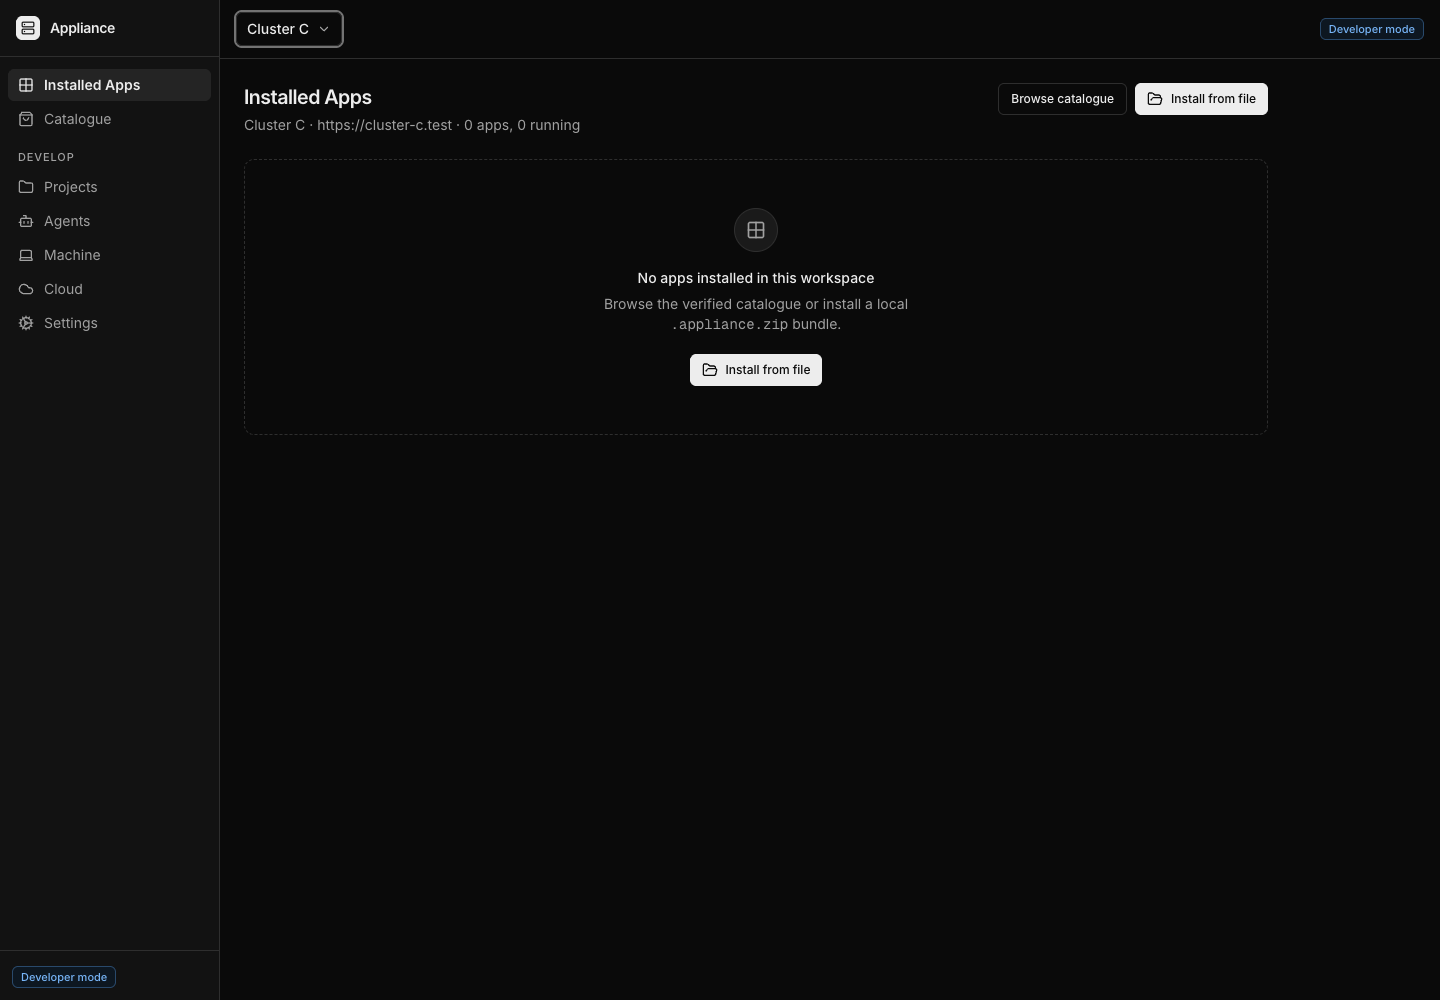 Appliance
Cluster C
Developer mode
Installed Apps
Catalogue
DEVELOP
Projects
Agents
Machine
Cloud
Settings
Developer mode
Installed Apps
Cluster C · https://cluster-c.test · 0 apps, 0 running
Browse catalogue
Install from file
No apps installed in this workspace
Browse the verified catalogue or install a local
.appliance.zip bundle.
Install from file